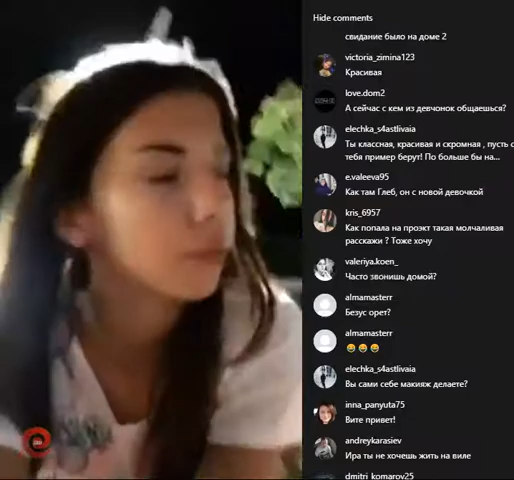 Hide comments
свидание было на доме 2
victoria_zimina123
Красивая
love.dom2
А сейчас с кем из девчонок общаешься?
elechka_s4astlivaia
Ты классная, красивая и скромная , пусть с
тебя пример берут! По больше бы на...
e.valeeva95
Как там Глеб, он с новой девочкой
kris_6957
Как попала на проэкт такая молчаливая
расскажи ? Тоже хочу
valeriya.koen_
Часто звонишь домой?
almamasterr
Безус орет?
almamasterr
😂😂😂
elechka_s4astlivaia
Вы сами себе макияж делаете?
inna_panyuta75
Вите привет!
andreykarasiev
Ира ты не хочешь жить на виле
dmitri_komarov25